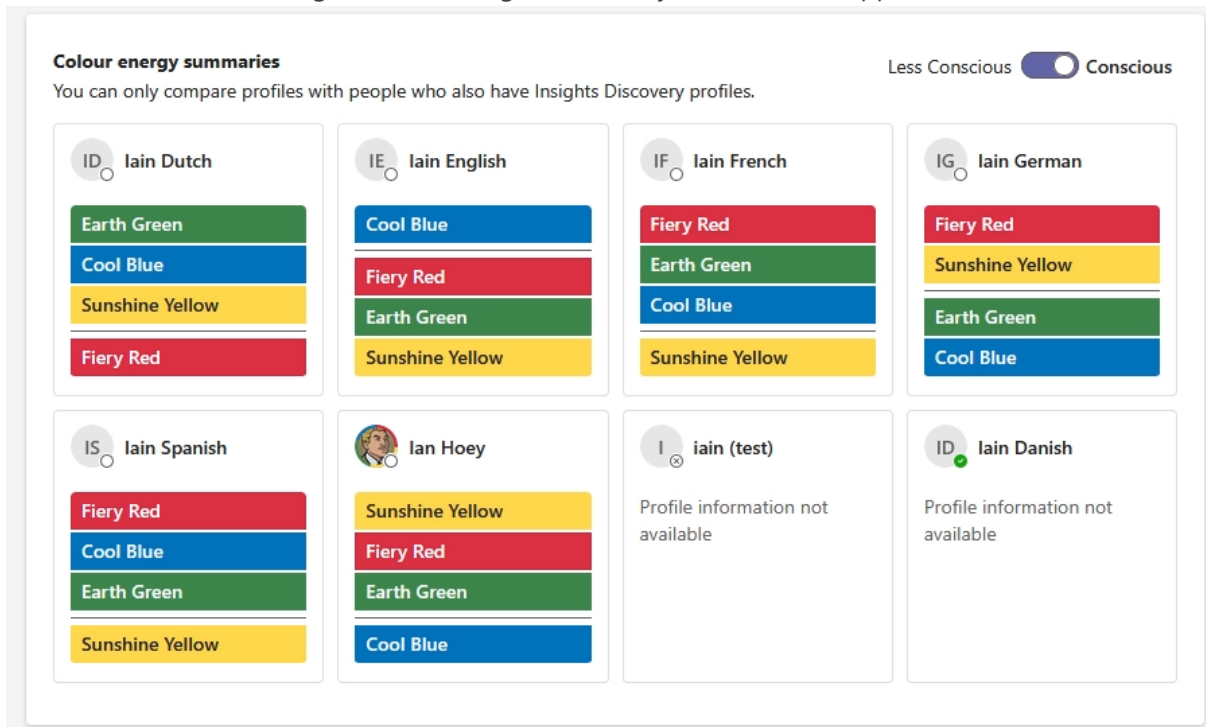 Colour energy summaries
Less Conscious Conscious
You can only compare profiles with people who also have Insights Discovery profiles.
ID Iain Dutch
Earth Green
Cool Blue
Sunshine Yellow
Fiery Red
IE Iain English
Cool Blue
Fiery Red
Earth Green
Sunshine Yellow
IF Iain French
Fiery Red
Earth Green
Cool Blue
Sunshine Yellow
IG Iain German
Fiery Red
Sunshine Yellow
Earth Green
Cool Blue
IS Iain Spanish
Fiery Red
Cool Blue
Earth Green
Sunshine Yellow
Ian Hoey
Sunshine Yellow
Fiery Red
Earth Green
Cool Blue
I iain (test)
Profile information not
available
ID Iain Danish
Profile information not
available